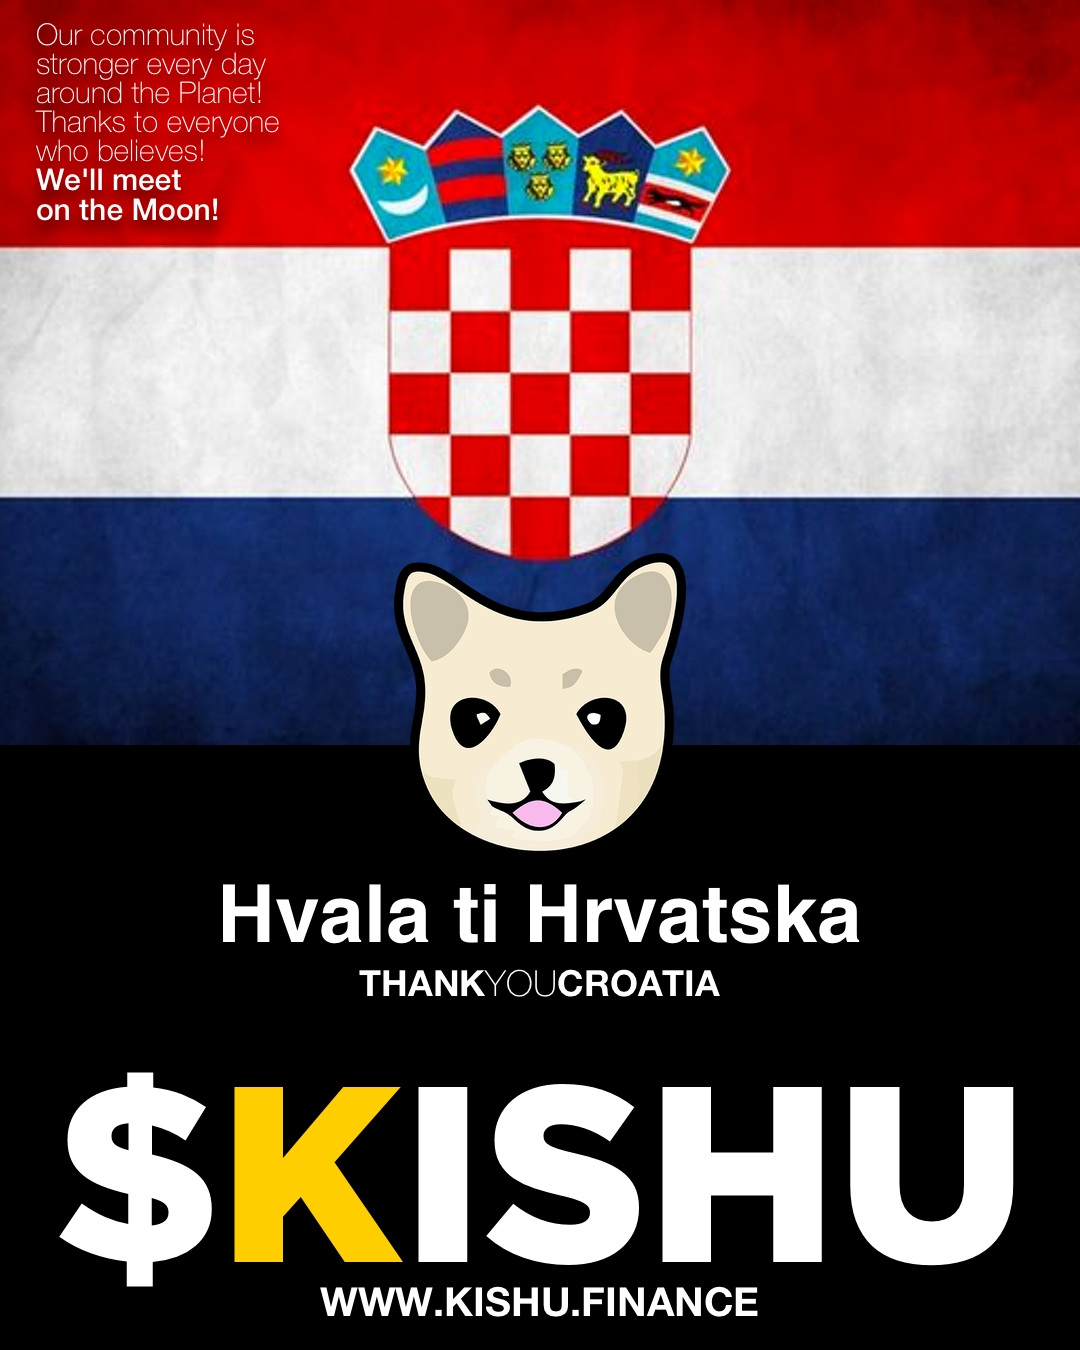 Our community is
stronger every day
around the Planet!
Thanks to everyone
who believes!
We'll meet
on the Moon!
Hvala ti Hrvatska
THANKYOUCROATIA
$KISHU
WWW.KISHU.FINANCE